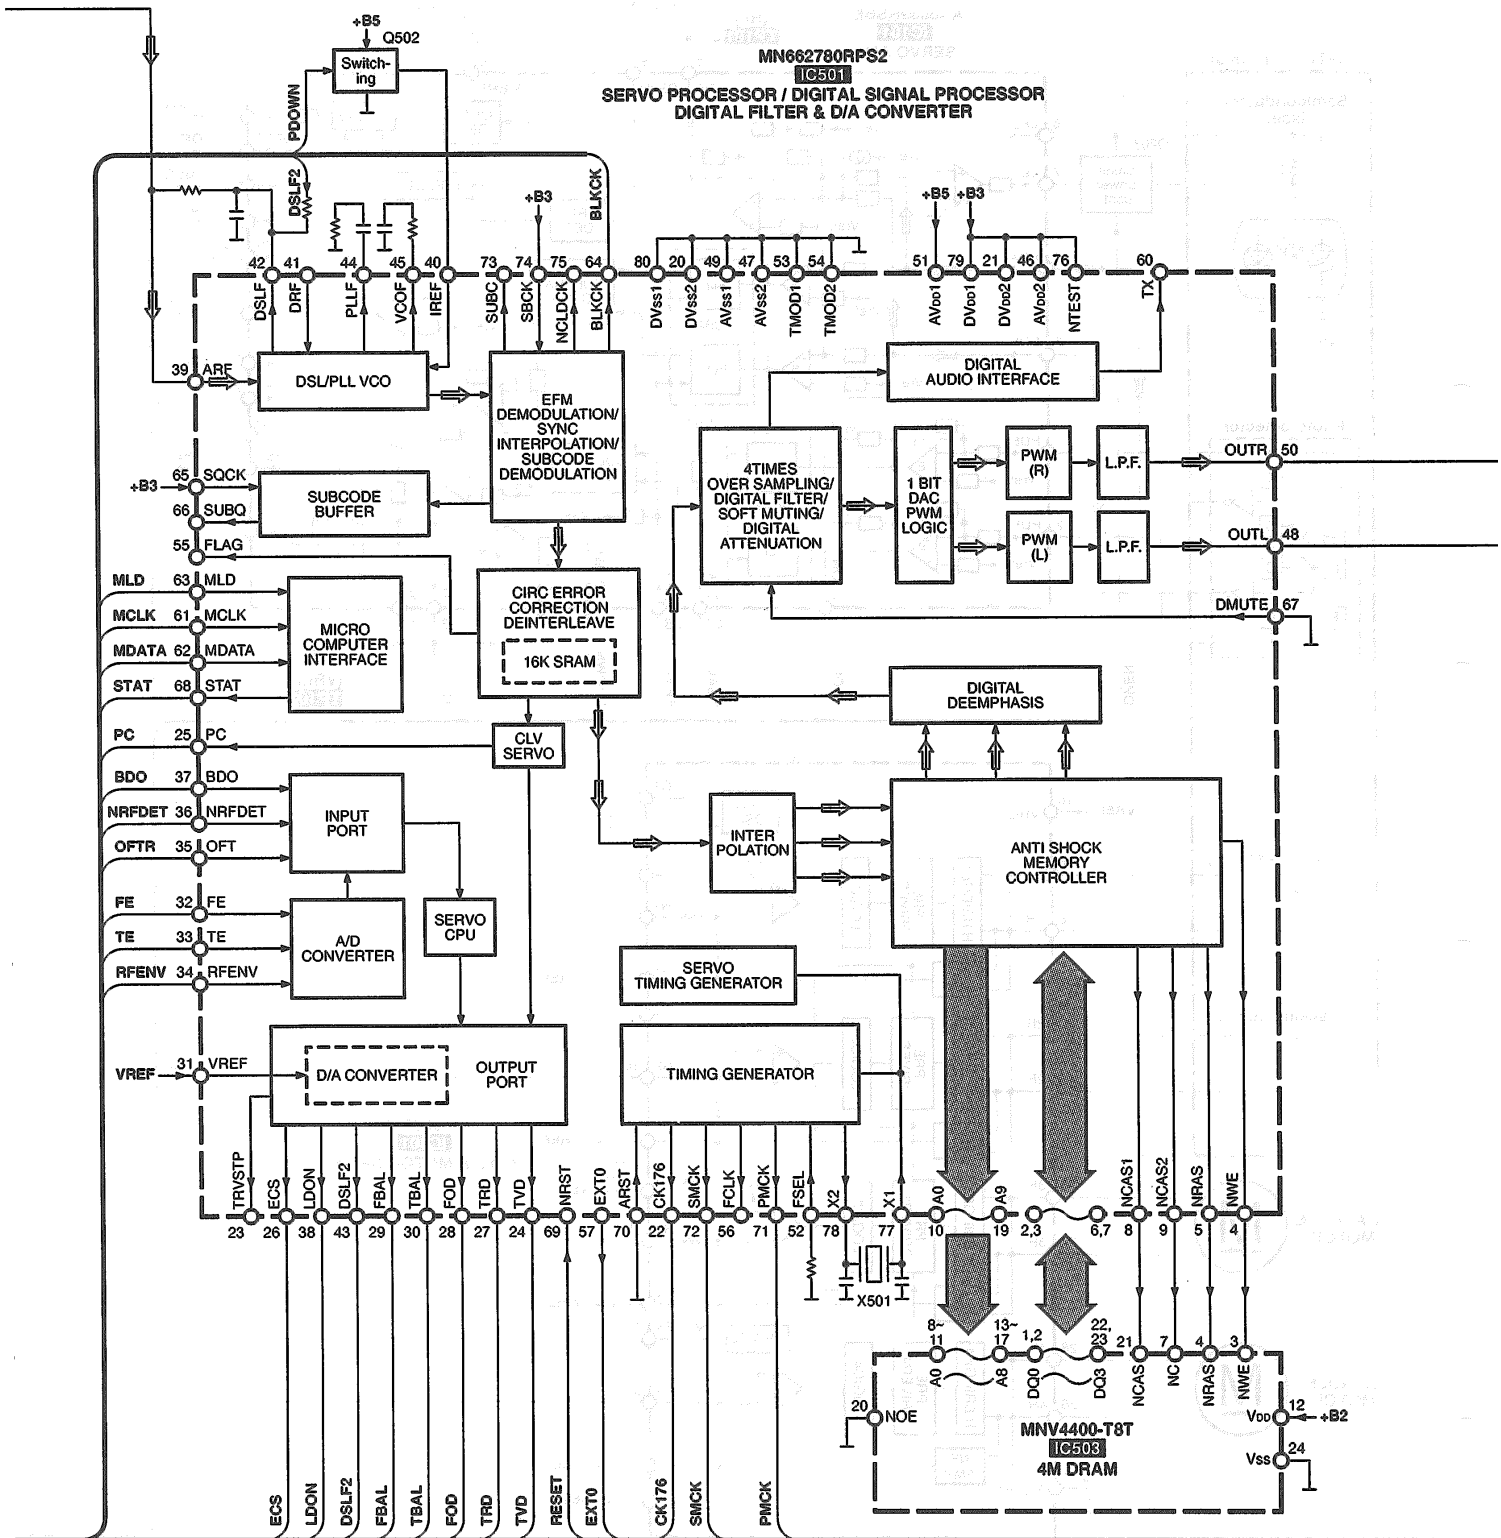 +B5
Q502
Switch-
ing
MN662780RPS2
IC501
SERVO PROCESSOR / DIGITAL SIGNAL PROCESSOR
DIGITAL FILTER & D/A CONVERTER
PDOWN
DSLF2
BLKCK
+B3
+B5 +B3
42 41 44 45 40 73 74 75 64 80 20 49 47 53 54 51 79 21 46 76 60
DSLF
DRF
PLLF
VCOF
IREF
SUBC
SBCK
NCLDCK
BLKCK
DVSS1
DVSS2
AVSS1
AVSS2
TMOD1
TMOD2
AVDD1
DVDD1
DVDD2
AVDD2
NTEST
TX
39 ARF
DSL/PLL VCO
EFM
DEMODULATION/
SYNC
INTERPOLATION/
SUBCODE
DEMODULATION
DIGITAL
AUDIO INTERFACE
4TIMES
OVER SAMPLING/
DIGITAL FILTER/
SOFT MUTING/
DIGITAL
ATTENUATION
1 BIT
DAC
PWM
LOGIC
PWM
(R)
L.P.F.
OUTR 50
PWM
(L)
L.P.F.
OUTL 48
DMUTE 67
+B3 65 SQCK
66 SUBQ
SUBCODE
BUFFER
55 FLAG
MLD 63 MLD
MCLK 61 MCLK
MDATA 62 MDATA
STAT 68 STAT
MICRO
COMPUTER
INTERFACE
CIRC ERROR
CORRECTION
DEINTERLEAVE
16K SRAM
DIGITAL
DEEMPHASIS
PC 25 PC
CLV
SERVO
BDO 37 BDO
NRFDET 36 NRFDET
OFTR 35 OFT
INPUT
PORT
INTER
POLATION
ANTI SHOCK
MEMORY
CONTROLLER
FE 32 FE
TE 33 TE
RFENV 34 RFENV
A/D
CONVERTER
SERVO
CPU
SERVO
TIMING GENERATOR
VREF 31 VREF
D/A CONVERTER
OUTPUT
PORT
TIMING GENERATOR
TRVSTP
ECS
LDON
DSLF2
FBAL
TBAL
FOD
TRD
TVD
NRST
EXT0
ARST
CK176
SMCK
FCLK
PMCK
FSEL
X2
X1
A0
A9
NCAS1
NCAS2
NRAS
NWE
23 26 38 43 29 30 28 27 24 69 57 70 22 72 56 71 52 78 77 10 19 2,3 6,7 8 9 5 4
X501
8~
11
13~
17
1,2
22,
23
21 7 4 3
A0
A8
DQ0
DQ3
NCAS
NC
NRAS
NWE
20 NOE
MNV4400-T8T
IC503
4M DRAM
VDD 12 +B2
VSS 24
ECS
LDON
DSLF2
FBAL
TBAL
FOD
TRD
TVD
RESET
EXT0
CK176
SMCK
PMCK